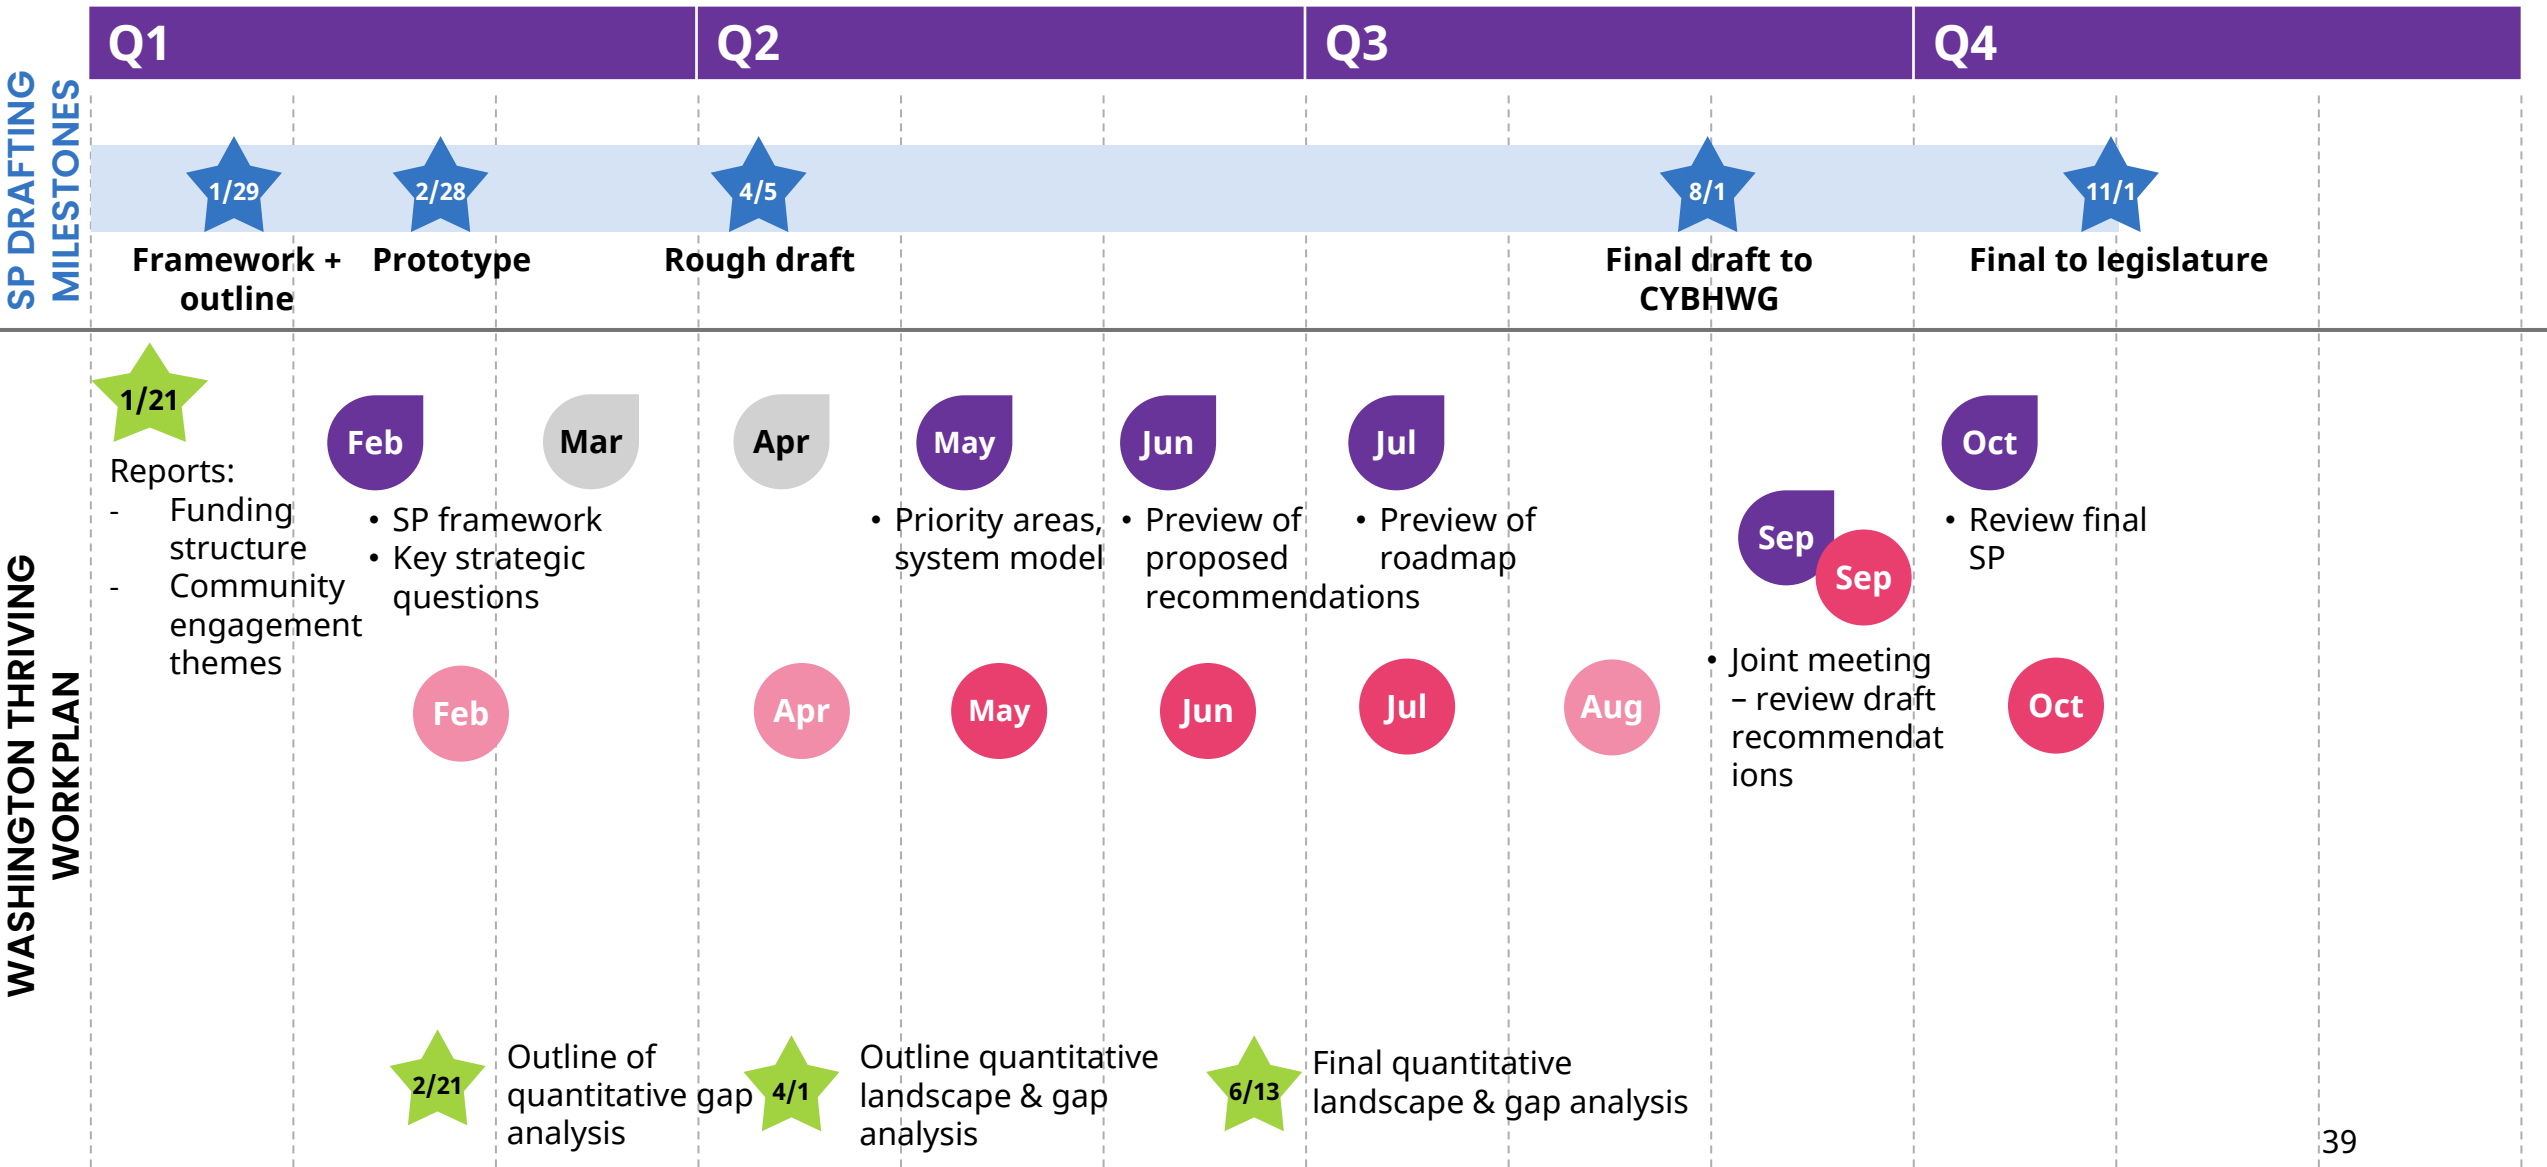 Q1
Q2
Q3
Q4
SP DRAFTING
MILESTONES
1/29
2/28
4/5
8/1
11/1
Framework +
outline
Prototype
Rough draft
Final draft to
CYBHWG
Final to legislature
WASHINGTON THRIVING
WORKPLAN
1/21
Reports:
- Funding
structure
- Community
engagement
themes
Feb
• SP framework
• Key strategic
questions
Mar
Apr
May
• Priority areas,
system model
Jun
• Preview of
proposed
recommendations
Jul
• Preview of
roadmap
Sep
Sep
• Joint meeting
– review draft
recommendat
ions
Oct
• Review final
SP
Feb
Apr
May
Jun
Jul
Aug
Oct
2/21
Outline of
quantitative gap
analysis
4/1
Outline quantitative
landscape & gap
analysis
6/13
Final quantitative
landscape & gap analysis
39